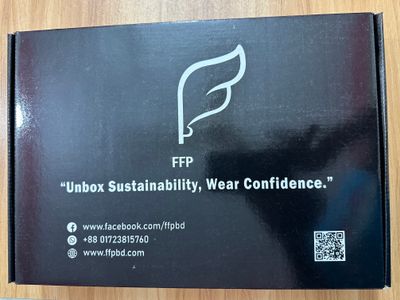 FFP
“Unbox Sustainability, Wear Confidence.”
www.facebook.com/ffpbd
+88 01723815760
www.ffpbd.com